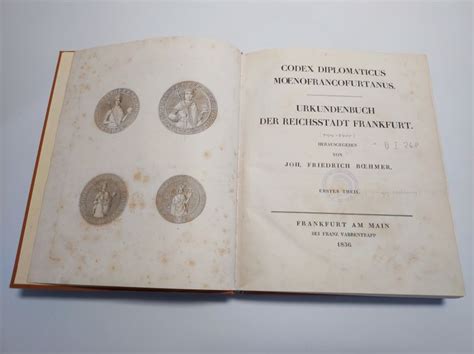 CODEX DIPLOMATICUS
MOENOFRANCOFURTANUS.
URKUNDENBUCH
DER REICHSSTADT FRANKFURT.
HERAUSGEGEBEN
VON
JOH. FRIEDRICH BŒHMER.
ERSTER THEIL.
FRANKFURT AM MAIN
BEI FRANZ VARRENTRAPP
1836